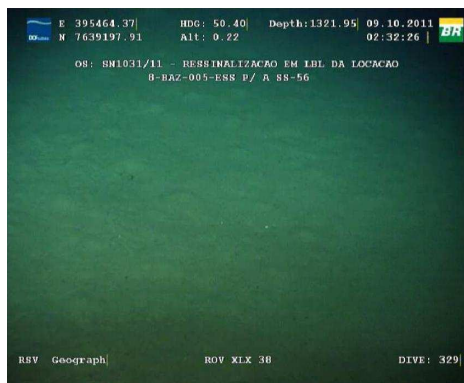 E 395464.37 HDG: 50.40 Depth:1321.95 09.10.2011
N 7639197.91 Alt: 0.22 02:32:26
BR
OS: SN1031/11 - RESSINALIZACAO EM LBL DA LOCACAO
8-BAZ-005-ESS P/ A SS-56
RSV Geograph ROV XLX 38 DIVE: 329